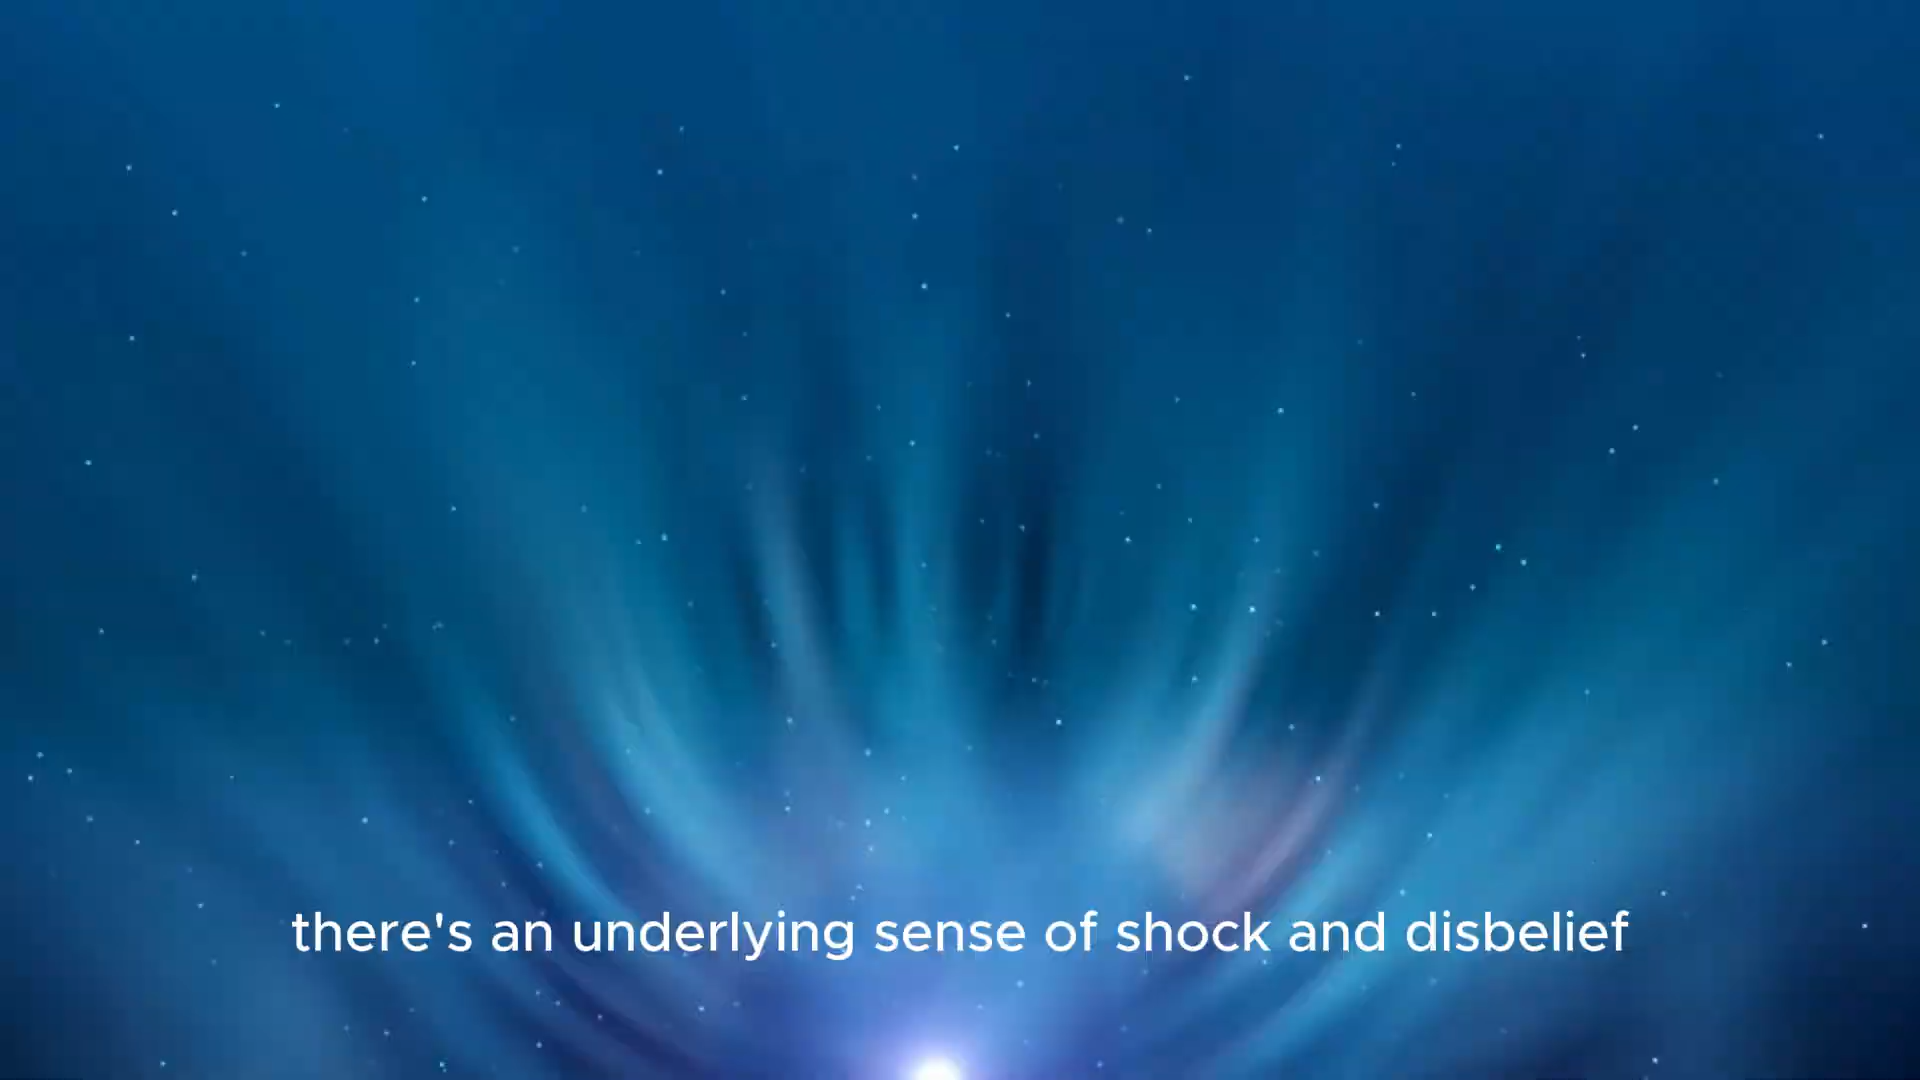 there's an underlying sense of shock and disbelief